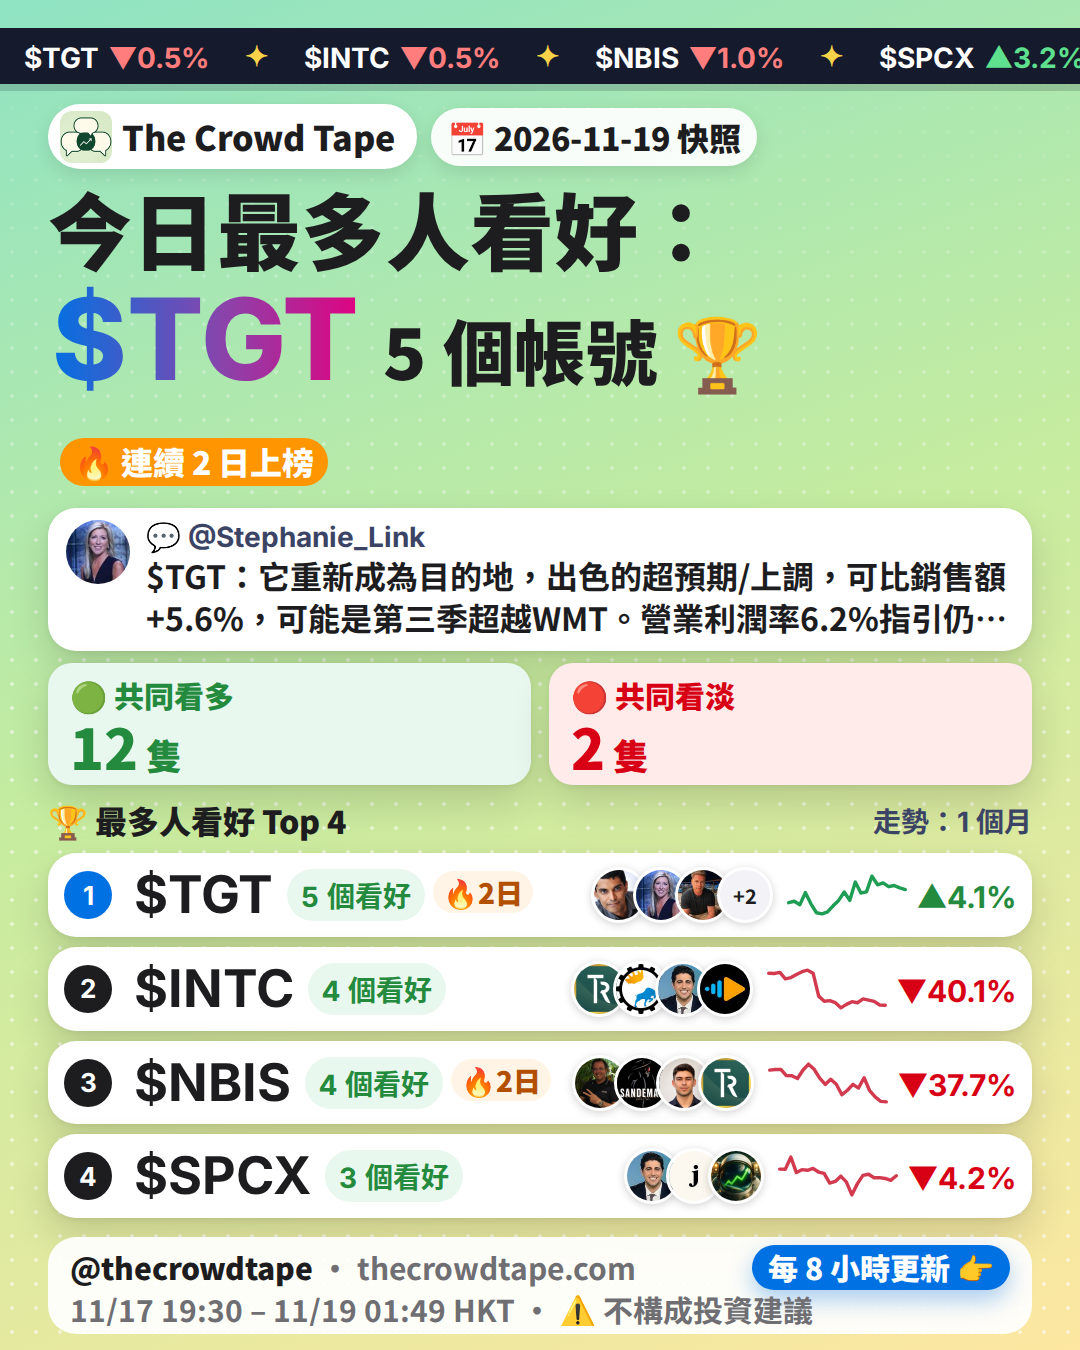 $TGT ▼0.5% ✦ $INTC ▼0.5% ✦ $NBIS ▼1.0% ✦ $SPCX ▲3.2%
The Crowd Tape
📅 July 17 2026-11-19 快照
今日最多人看好：
$TGT 5 個帳號 🏆
🔥 連續 2 日上榜
💬 @Stephanie_Link
$TGT：它重新成為目的地，出色的超預期/上調，可比銷售額
+5.6%，可能是第三季超越WMT。營業利潤率6.2%指引仍⋯
🟢 共同看多
12 隻
🔴 共同看淡
2 隻
🏆 最多人看好 Top 4
走勢：1 個月
1 $TGT 5 個看好 🔥2日 +2 ▲4.1%
2 $INTC 4 個看好 TR ▼40.1%
3 $NBIS 4 個看好 🔥2日 SANDEMA TR ▼37.7%
4 $SPCX 3 個看好 j ▼4.2%
@thecrowdtape · thecrowdtape.com
每 8 小時更新 👉
11/17 19:30 – 11/19 01:49 HKT · ⚠️ 不構成投資建議